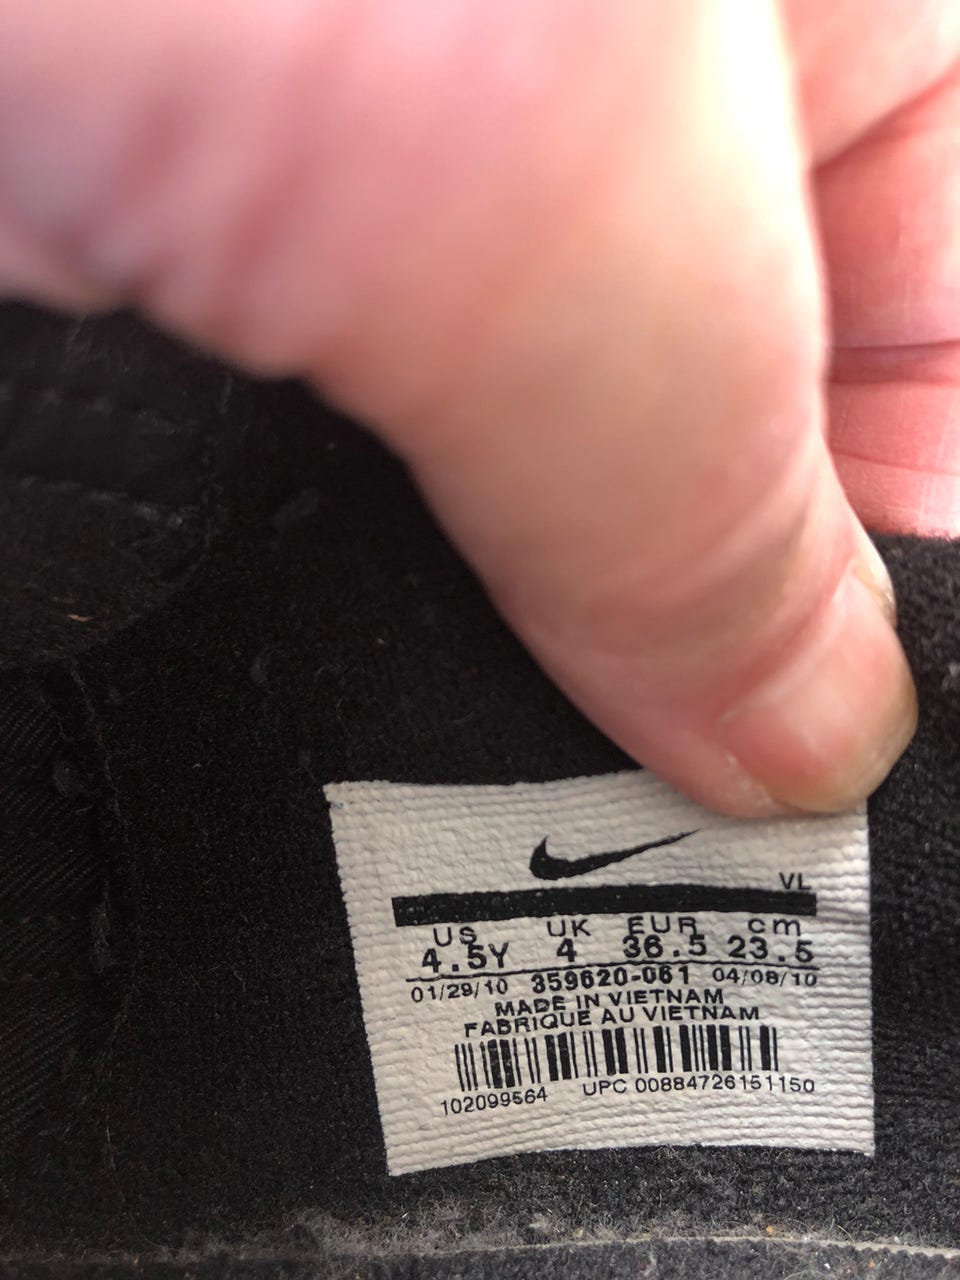 VL
US UK EUR cm
4.5Y 4 36.5 23.5
01/29/10 359620-061 04/08/10
MADE IN VIETNAM
FABRIQUE AU VIETNAM
102099564 UPC 00884726151150